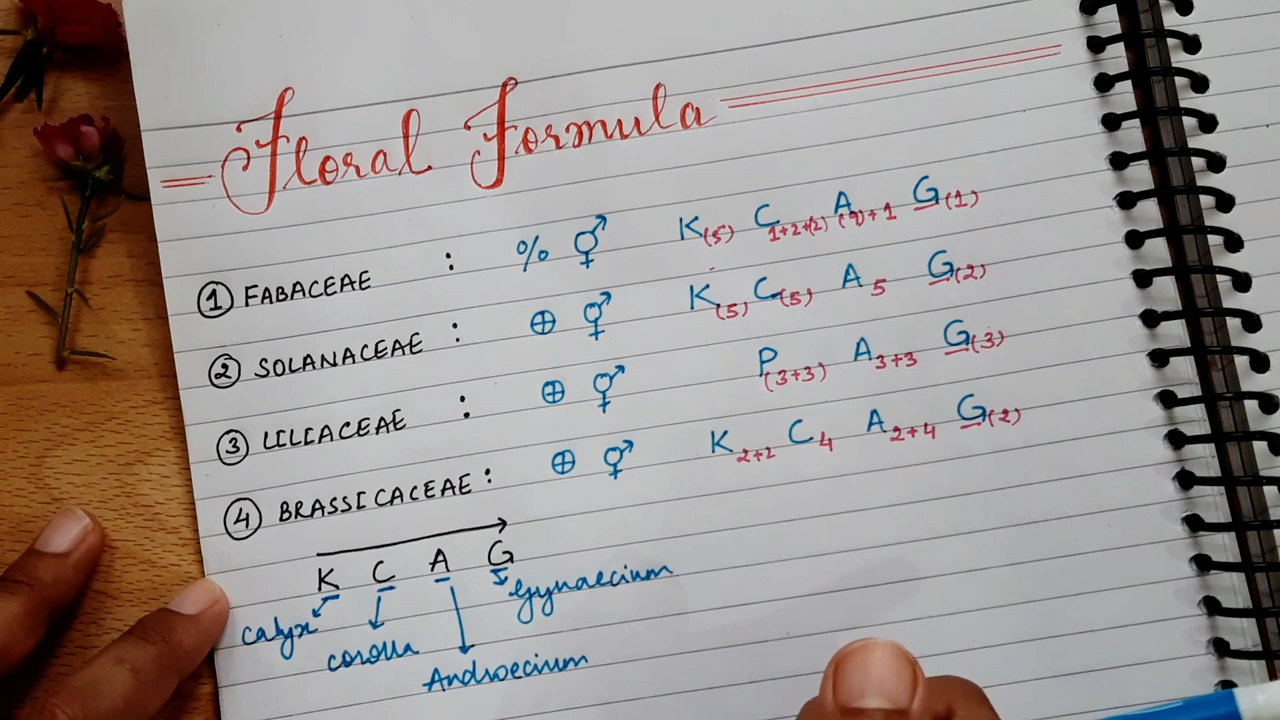 Floral Formula
① FABACEAE : % ⚥ K(5) C1+2+(2) A(9)+1 G(1)
② SOLANACEAE : ⊕ ⚥ K(5) C(5) A5 G(2)
③ LILIACEAE : ⊕ ⚥ P(3+3) A3+3 G(3)
④ BRASSICACEAE : ⊕ ⚥ K2+2 C4 A2+4 G(2)
K C A G
calyx corolla Androecium Gynaecium